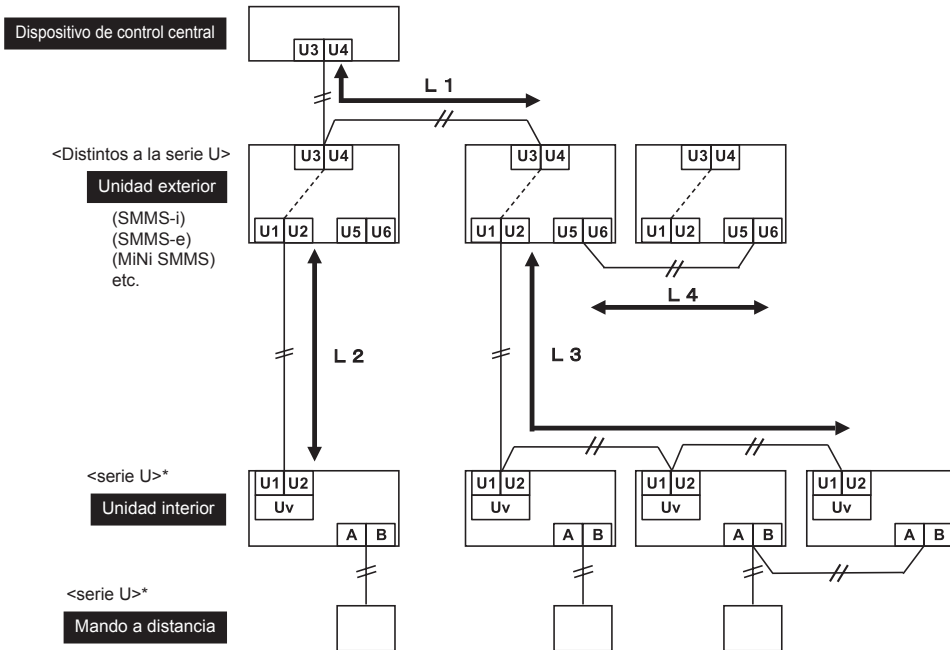 Dispositivo de control central
U3 U4
L 1
<Distintos a la serie U>
U3 U4
U3 U4
U3 U4
Unidad exterior
(SMMS-i)
(SMMS-e)
(MiNi SMMS)
etc.
U1 U2
U5 U6
U1 U2
U5 U6
U1 U2
U5 U6
L 4
L 2
L 3
<serie U>*
Unidad interior
U1 U2
Uv
A B
U1 U2
Uv
A B
U1 U2
Uv
A B
U1 U2
Uv
A B
<serie U>*
Mando a distancia